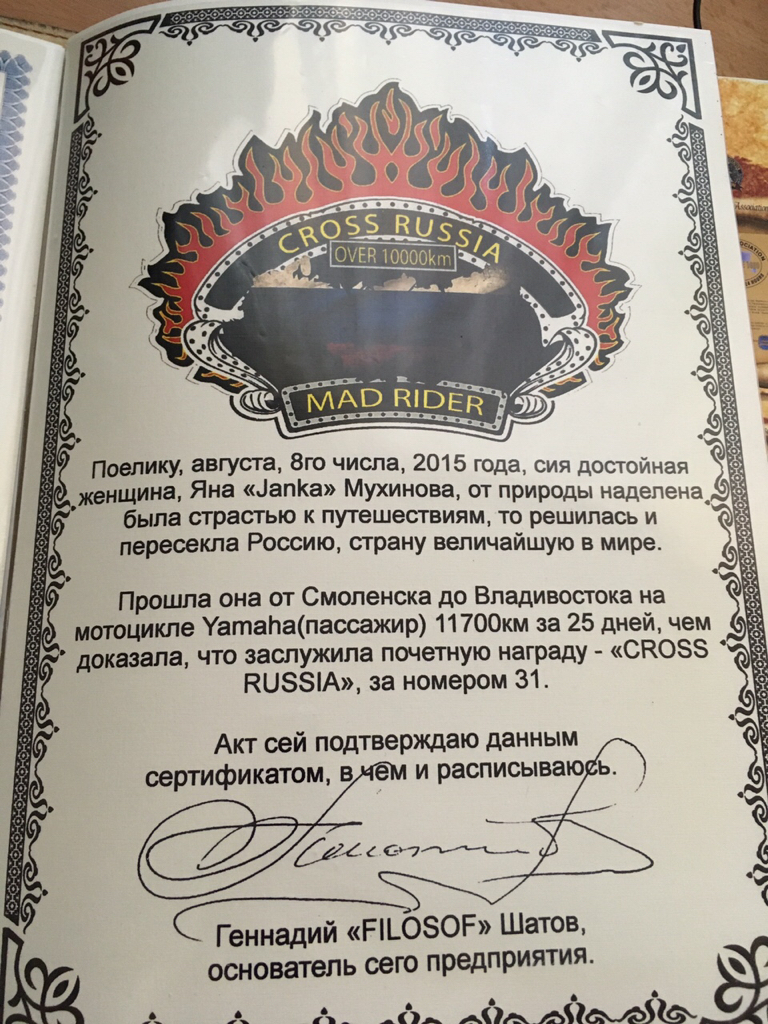 CROSS RUSSIA
OVER 10000km
MAD RIDER
Поелику, августа, 8го числа, 2015 года, сия достойная
женщина, Яна «Janka» Мухинова, от природы наделена
была страстью к путешествиям, то решилась и
пересекла Россию, страну величайшую в мире.
Прошла она от Смоленска до Владивостока на
мотоцикле Yamaha(пассажир) 11700км за 25 дней, чем
доказала, что заслужила почетную награду - «CROSS
RUSSIA», за номером 31.
Акт сей подтверждаю данным
сертификатом, в чем и расписываюсь.
Геннадий «FILOSOF» Шатов,
основатель сего предприятия.